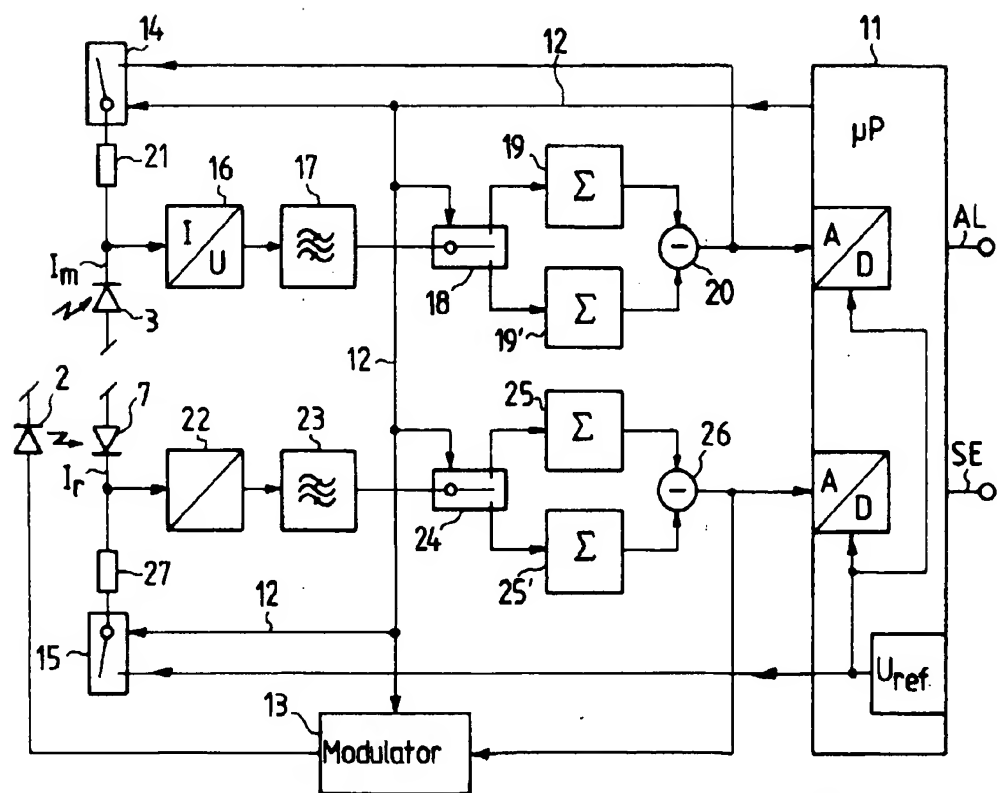 14
12
11
µP
21
16
17
19
Σ
I
U
18
20
A
D
AL
Im
3
19'
Σ
12
2
7
22
23
25
Σ
26
SE
Ir
24
A
D
27
25'
Σ
12
15
Uref
13
Modulator